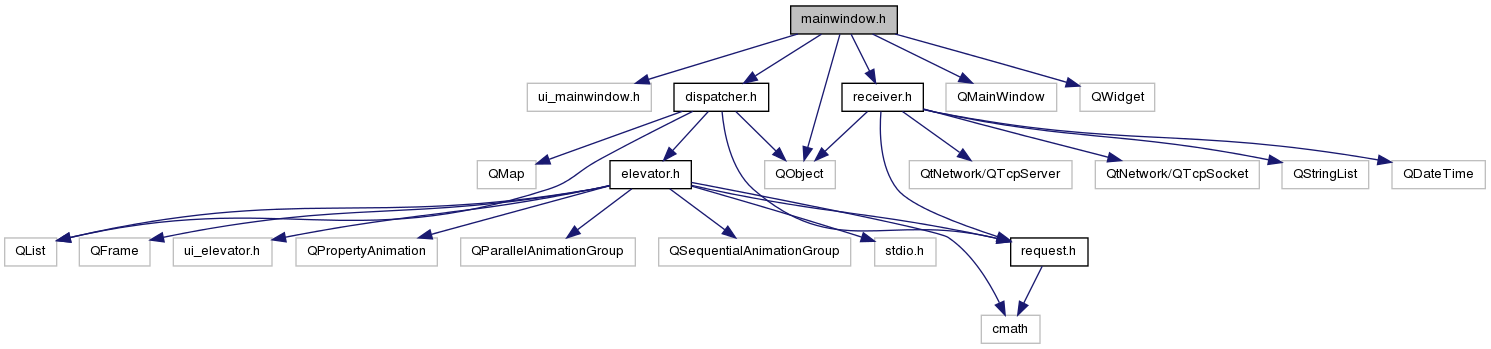 mainwindow.h
ui_mainwindow.h
dispatcher.h
receiver.h
QMainWindow
QWidget
QMap
elevator.h
QObject
QtNetwork/QTcpServer
QtNetwork/QTcpSocket
QStringList
QDateTime
QList
QFrame
ui_elevator.h
QPropertyAnimation
QParallelAnimationGroup
QSequentialAnimationGroup
stdio.h
request.h
cmath